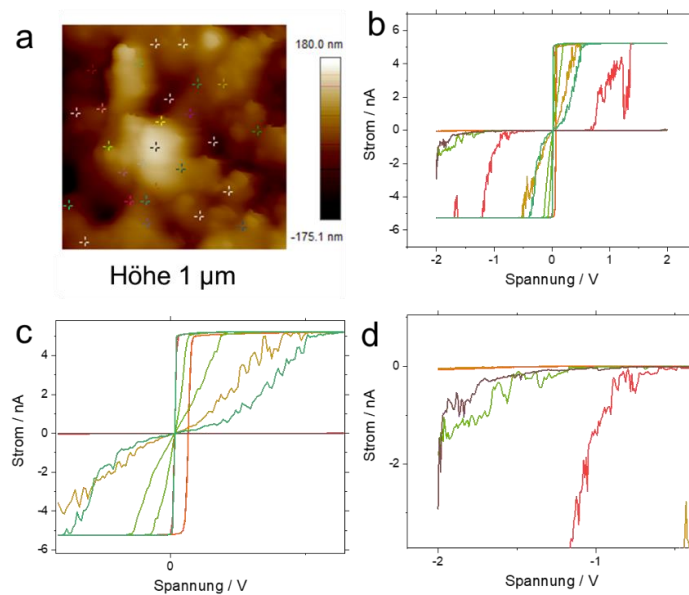 a
180.0 nm
-175.1 nm
Höhe 1 µm
b
Strom / nA
6
4
2
0
-2
-4
-6
-2
-1
0
1
2
Spannung / V
c
Strom / nA
4
2
0
-2
-4
-6
0
Spannung / V
d
Strom / nA
0
-2
-2
-1
Spannung / V